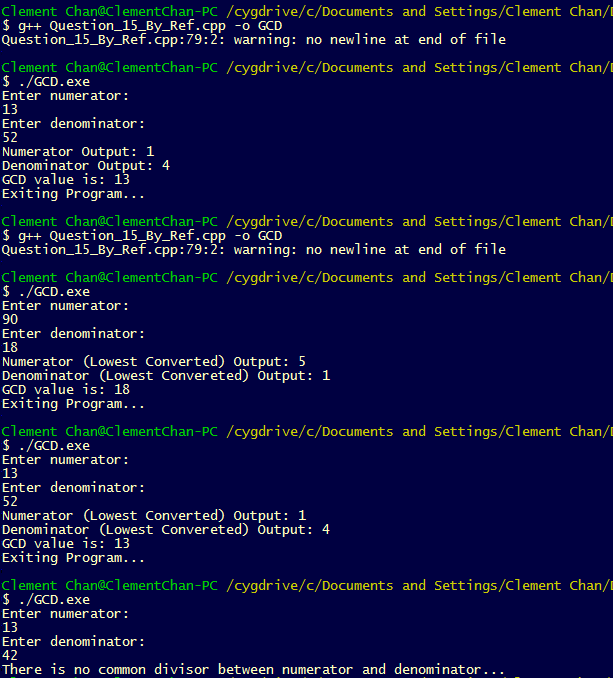 Clement Chan@ClementChan-PC /cygdrive/c/Documents and Settings/Clement Chan/
$ g++ Question_15_By_Ref.cpp -o GCD
Question_15_By_Ref.cpp:79:2: warning: no newline at end of file
Clement Chan@ClementChan-PC /cygdrive/c/Documents and Settings/Clement Chan/
$ ./GCD.exe
Enter numerator:
13
Enter denominator:
52
Numerator Output: 1
Denominator Output: 4
GCD value is: 13
Exiting Program...
Clement Chan@ClementChan-PC /cygdrive/c/Documents and Settings/Clement Chan/
$ g++ Question_15_By_Ref.cpp -o GCD
Question_15_By_Ref.cpp:79:2: warning: no newline at end of file
Clement Chan@ClementChan-PC /cygdrive/c/Documents and Settings/Clement Chan/
$ ./GCD.exe
Enter numerator:
90
Enter denominator:
18
Numerator (Lowest Converted) Output: 5
Denominator (Lowest Convereted) Output: 1
GCD value is: 18
Exiting Program...
Clement Chan@ClementChan-PC /cygdrive/c/Documents and Settings/Clement Chan/
$ ./GCD.exe
Enter numerator:
13
Enter denominator:
52
Numerator (Lowest Converted) Output: 1
Denominator (Lowest Convereted) Output: 4
GCD value is: 13
Exiting Program...
Clement Chan@ClementChan-PC /cygdrive/c/Documents and Settings/Clement Chan/
$ ./GCD.exe
Enter numerator:
13
Enter denominator:
42
There is no common divisor between numerator and denominator...